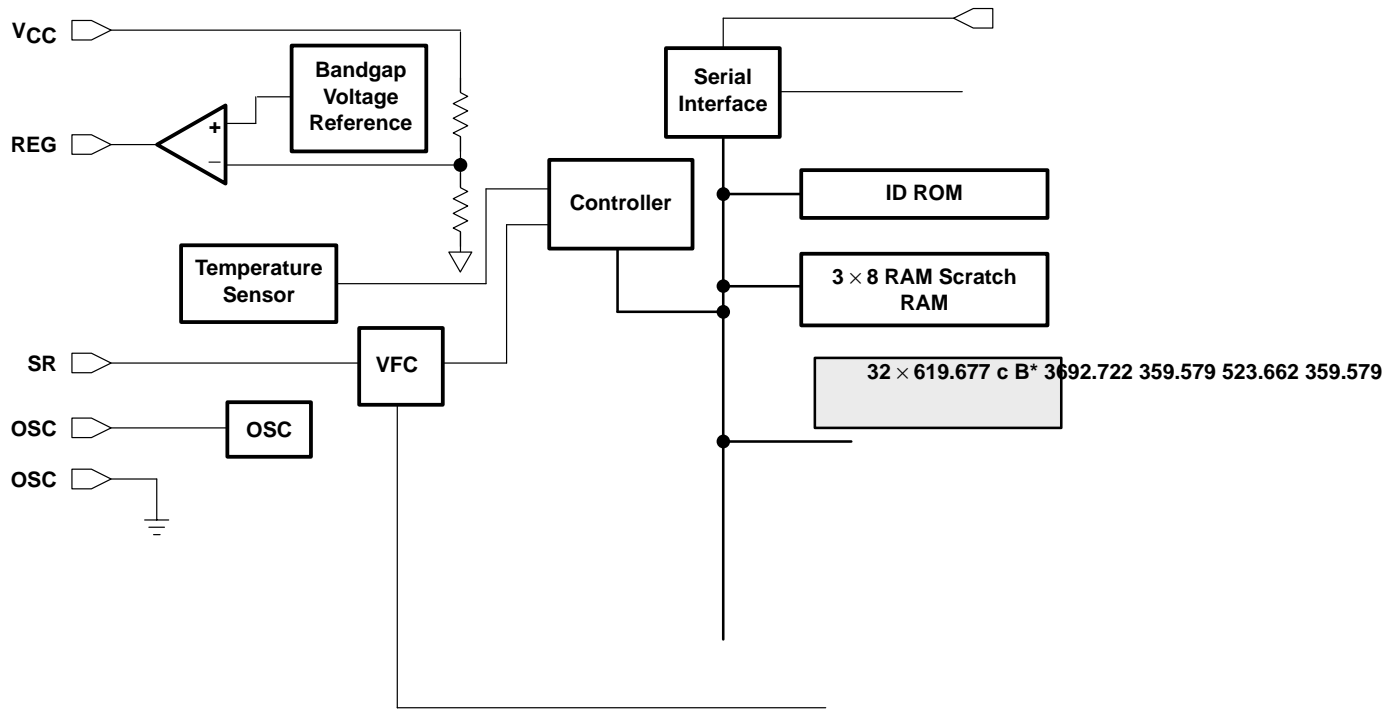 VCC
Bandgap
Voltage
Reference
+
−
REG
Serial
Interface
Controller
ID ROM
Temperature
Sensor
3 × 8 RAM Scratch
RAM
SR
VFC
32 × 619.677 c B* 3692.722 359.579 523.662 359.579
OSC
OSC
OSC